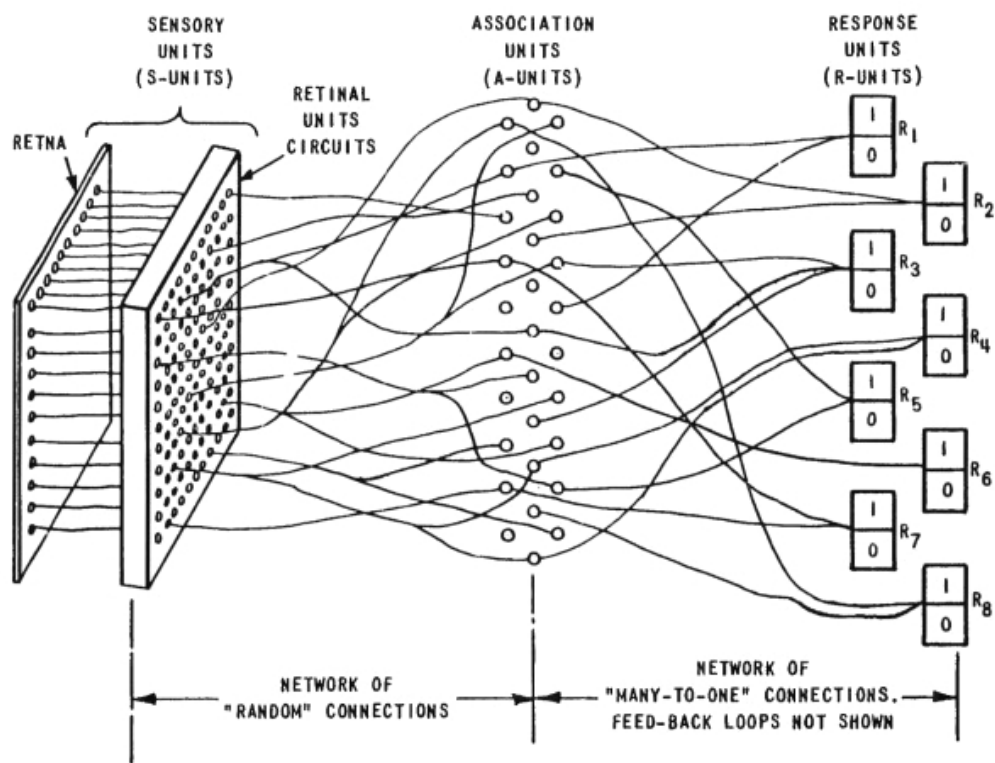 SENSORY
UNITS
(S-UNITS)
ASSOCIATION
UNITS
(A-UNITS)
RESPONSE
UNITS
(R-UNITS)
RETNA
RETINAL
UNITS
CIRCUITS
1
0
R1
1
0
R2
1
0
R3
1
0
R4
1
0
R5
1
0
R6
1
0
R7
1
0
R8
NETWORK OF
"RANDOM" CONNECTIONS
NETWORK OF
"MANY-TO-ONE" CONNECTIONS.
FEED-BACK LOOPS NOT SHOWN